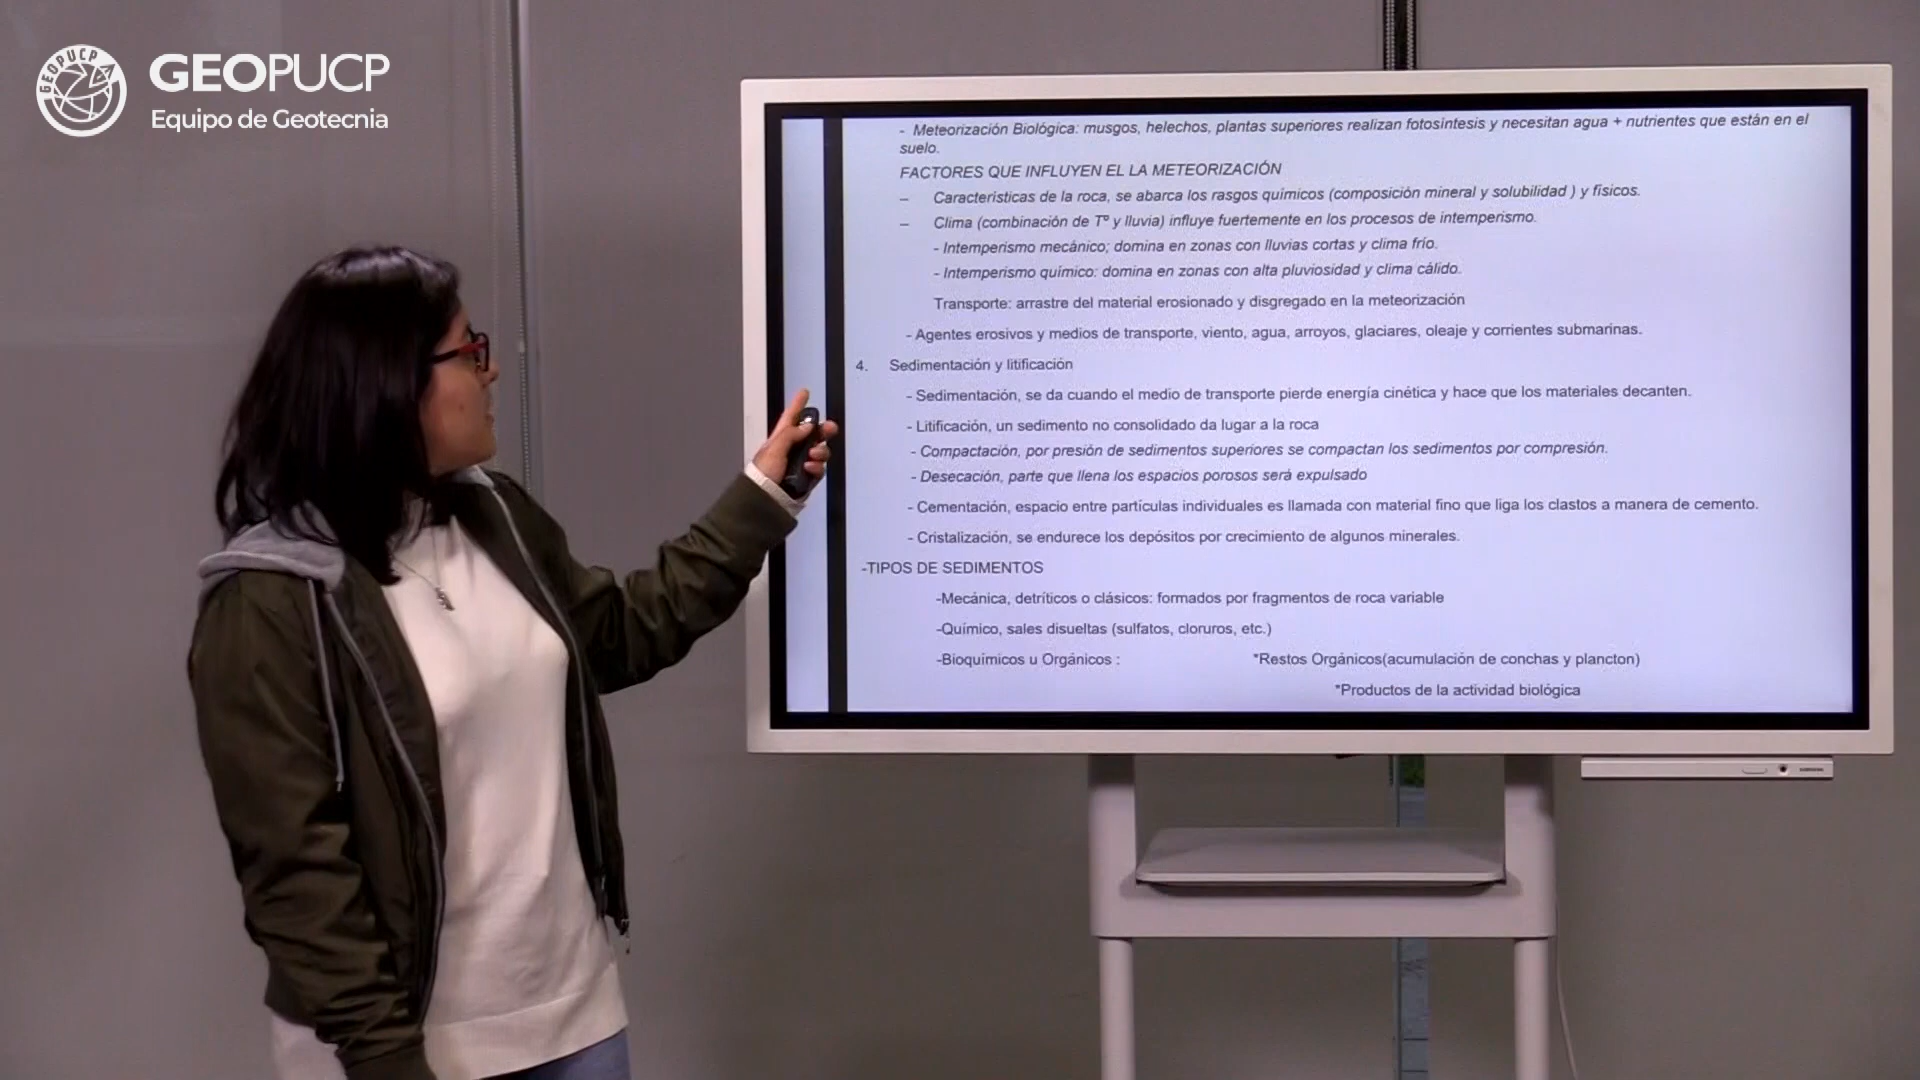 GEOPUCP
GEOPUCP
Equipo de Geotecnia
- Meteorización Biológica: musgos, helechos, plantas superiores realizan fotosíntesis y necesitan agua + nutrientes que están en el
suelo.
FACTORES QUE INFLUYEN EL LA METEORIZACIÓN
– Características de la roca, se abarca los rasgos químicos (composición mineral y solubilidad ) y físicos.
– Clima (combinación de Tº y lluvia) influye fuertemente en los procesos de intemperismo.
- Intemperismo mecánico; domina en zonas con lluvias cortas y clima frío.
- Intemperismo químico: domina en zonas con alta pluviosidad y clima cálido.
Transporte: arrastre del material erosionado y disgregado en la meteorización
- Agentes erosivos y medios de transporte, viento, agua, arroyos, glaciares, oleaje y corrientes submarinas.
4. Sedimentación y litificación
- Sedimentación, se da cuando el medio de transporte pierde energía cinética y hace que los materiales decanten.
- Litificación, un sedimento no consolidado da lugar a la roca
- Compactación, por presión de sedimentos superiores se compactan los sedimentos por compresión.
- Desecación, parte que llena los espacios porosos será expulsado
- Cementación, espacio entre partículas individuales es llamada con material fino que liga los clastos a manera de cemento.
- Cristalización, se endurece los depósitos por crecimiento de algunos minerales.
-TIPOS DE SEDIMENTOS
-Mecánica, detríticos o clásicos: formados por fragmentos de roca variable
-Químico, sales disueltas (sulfatos, cloruros, etc.)
-Bioquímicos u Orgánicos : *Restos Orgánicos(acumulación de conchas y plancton)
*Productos de la actividad biológica